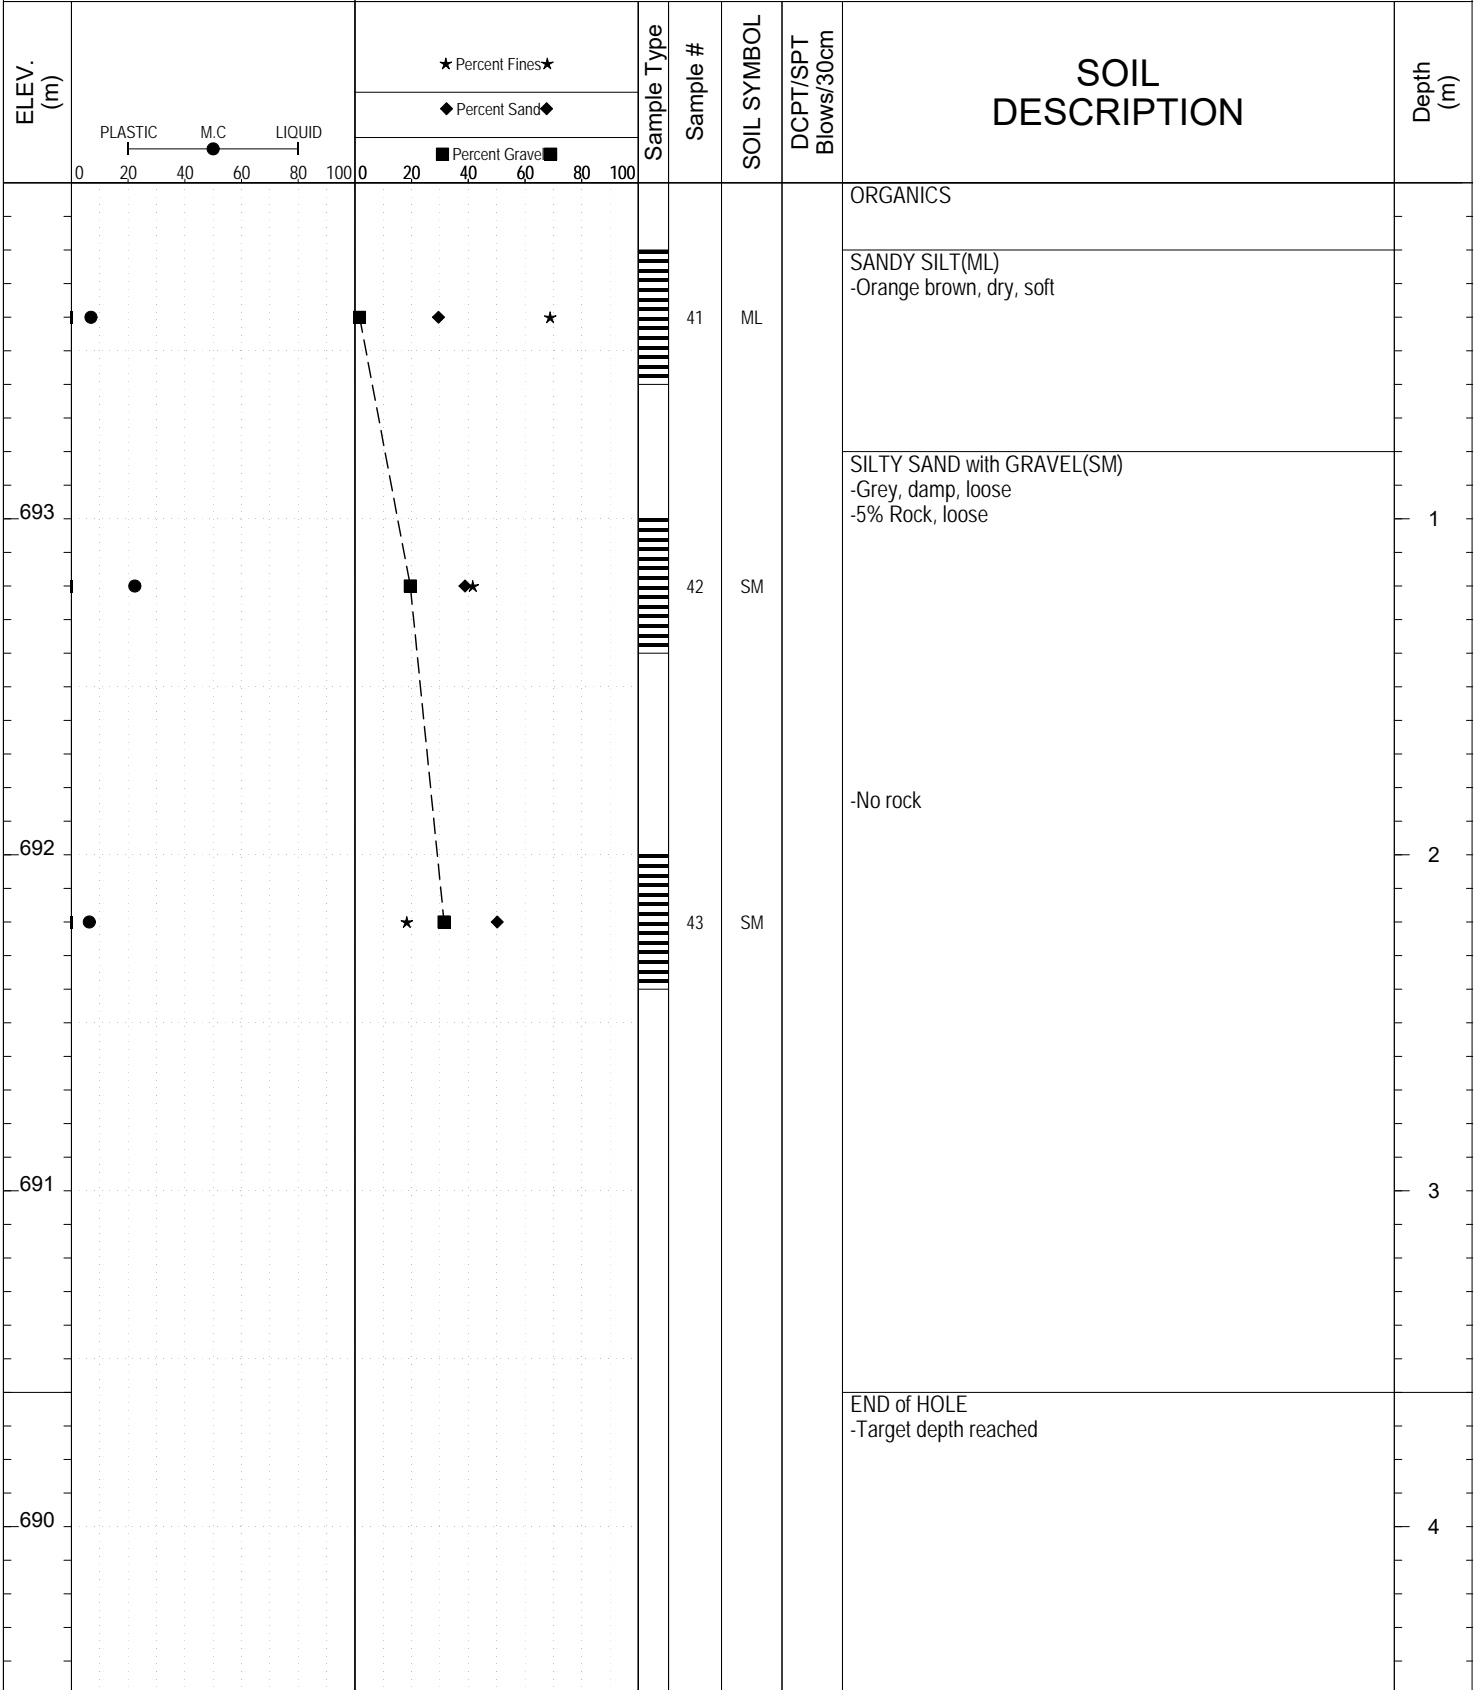 ELEV.
(m)
PLASTIC M.C LIQUID
0 20 40 60 80 100
★ Percent Fines★
◆ Percent Sand◆
■ Percent Gravel■
0 20 40 60 80 100
Sample Type
Sample #
SOIL SYMBOL
DCPT/SPT
Blows/30cm
SOIL
DESCRIPTION
Depth
(m)
ORGANICS
SANDY SILT(ML)
-Orange brown, dry, soft
41 ML
SILTY SAND with GRAVEL(SM)
-Grey, damp, loose
-5% Rock, loose
693 1
42 SM
-No rock
692 2
43 SM
691 3
END of HOLE
-Target depth reached
690 4